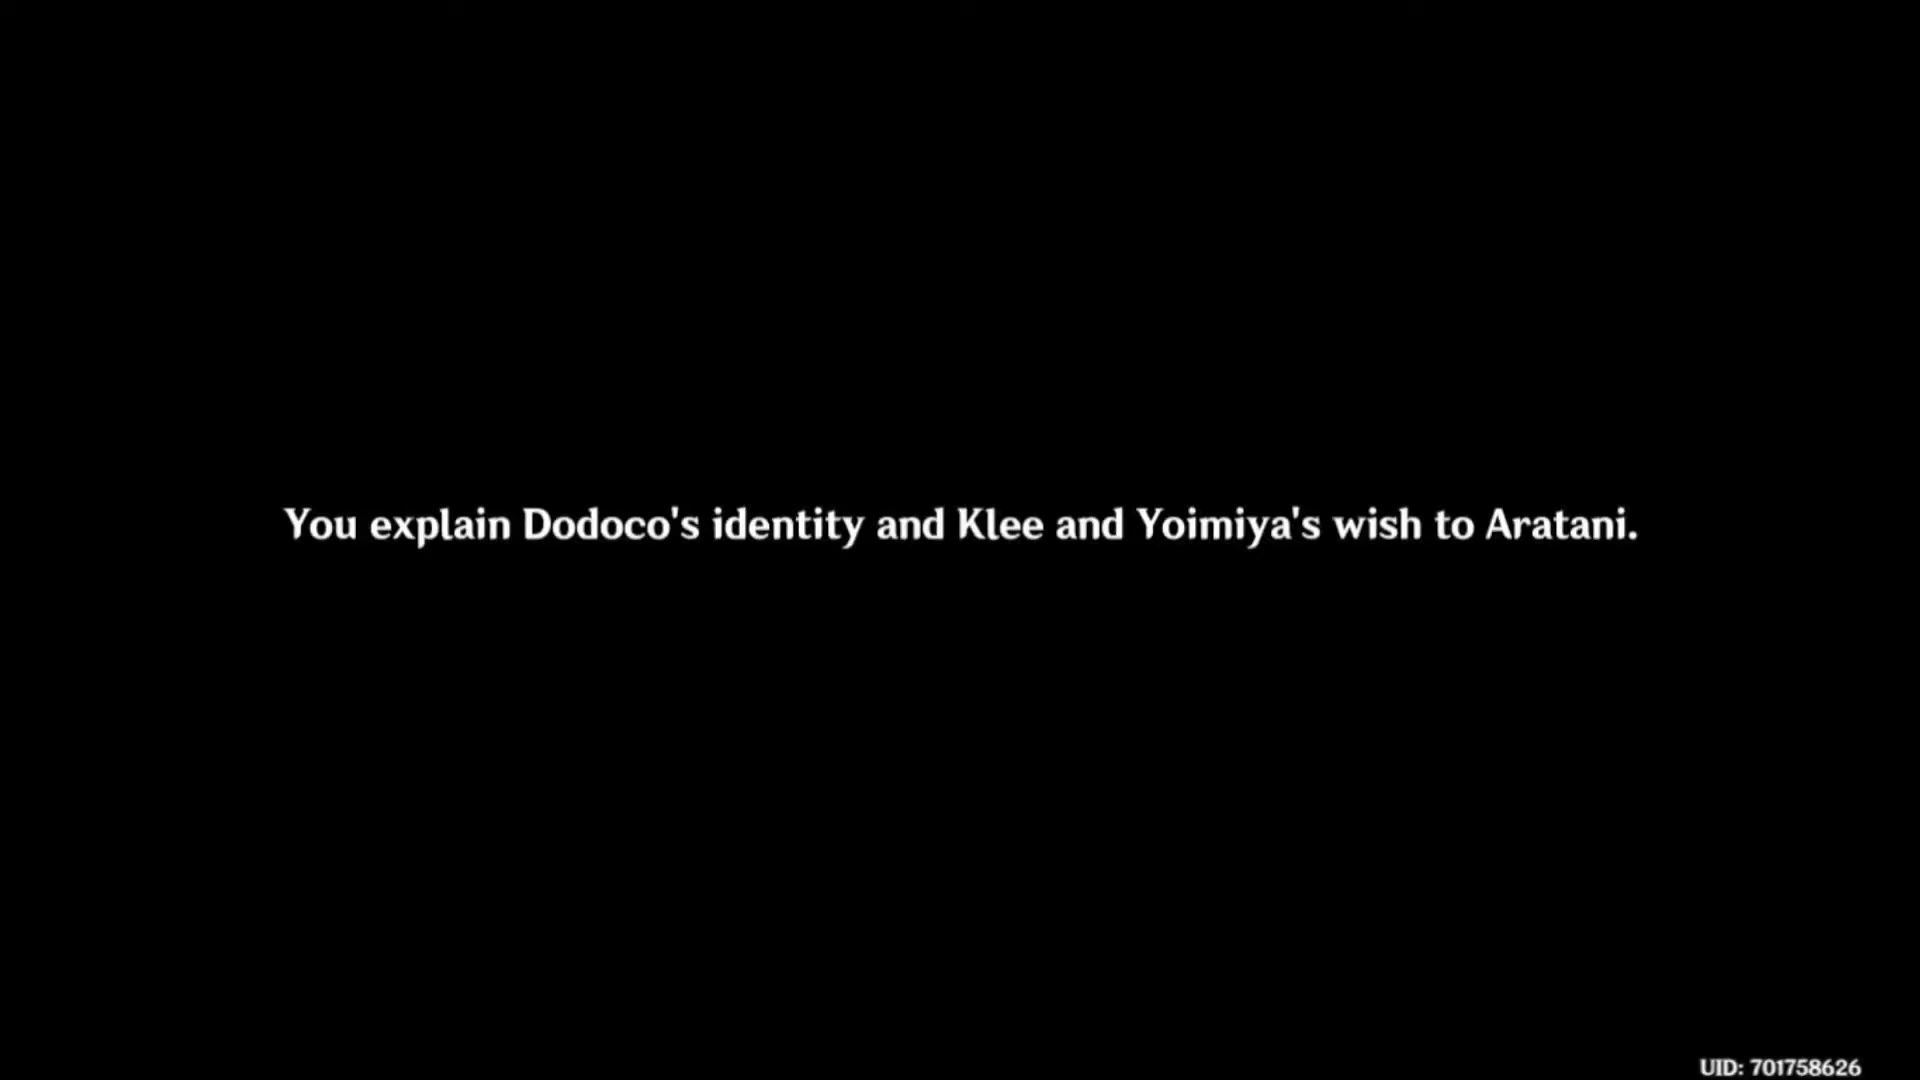 You explain Dodoco's identity and Klee and Yoimiya's wish to Aratani.
UID: 701758626